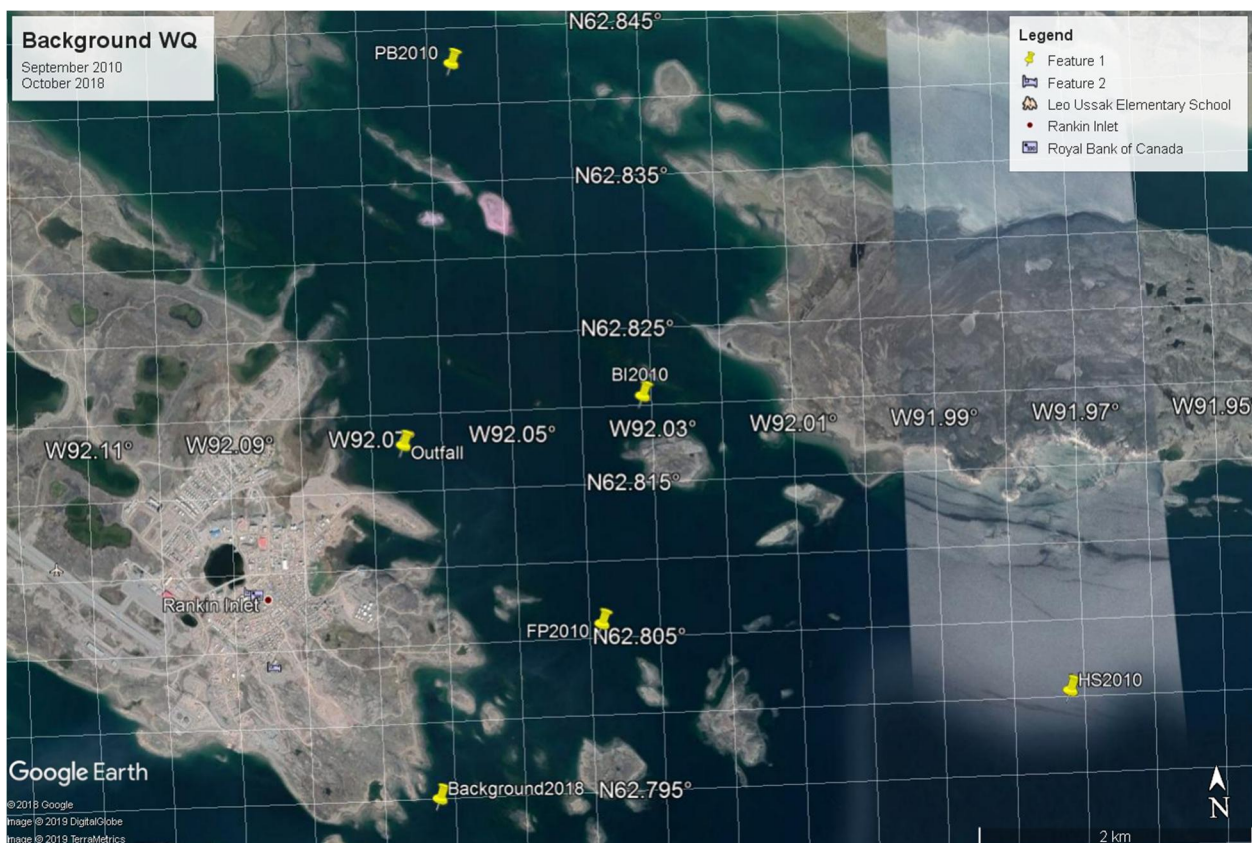 Background WQ
September 2010
October 2018
Legend
Feature 1
Feature 2
Leo Ussak Elementary School
Rankin Inlet
Royal Bank of Canada
N62.845°
PB2010
N62.835°
N62.825°
BI2010
W92.11°
W92.09°
W92.07
W92.05°
W92.03°
W92.01°
W91.99°
W91.97°
W91.95°
Outfall
N62.815°
Rankin Inlet
FP2010
N62.805°
HS2010
Background2018
N62.795°
Google Earth
© 2018 Google
Image © 2019 DigitalGlobe
Image © 2019 TerraMetrics
N
2 km